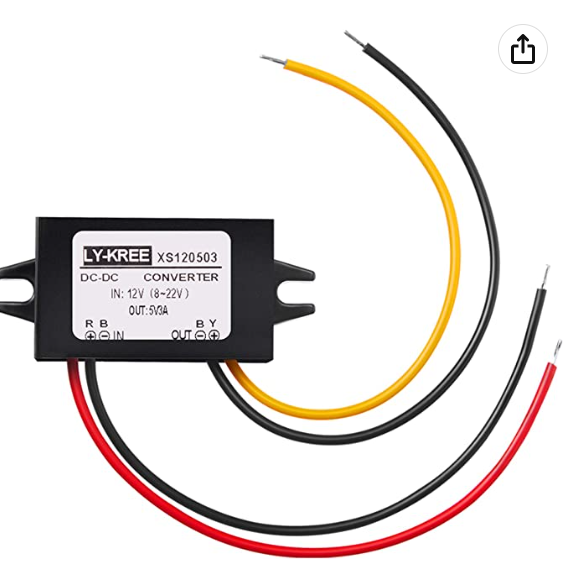 LY-KREE XS120503
DC-DC CONVERTER
IN: 12V (8~22V)
OUT:5V3A
R B B Y
⊕⊖IN OUT⊖⊕